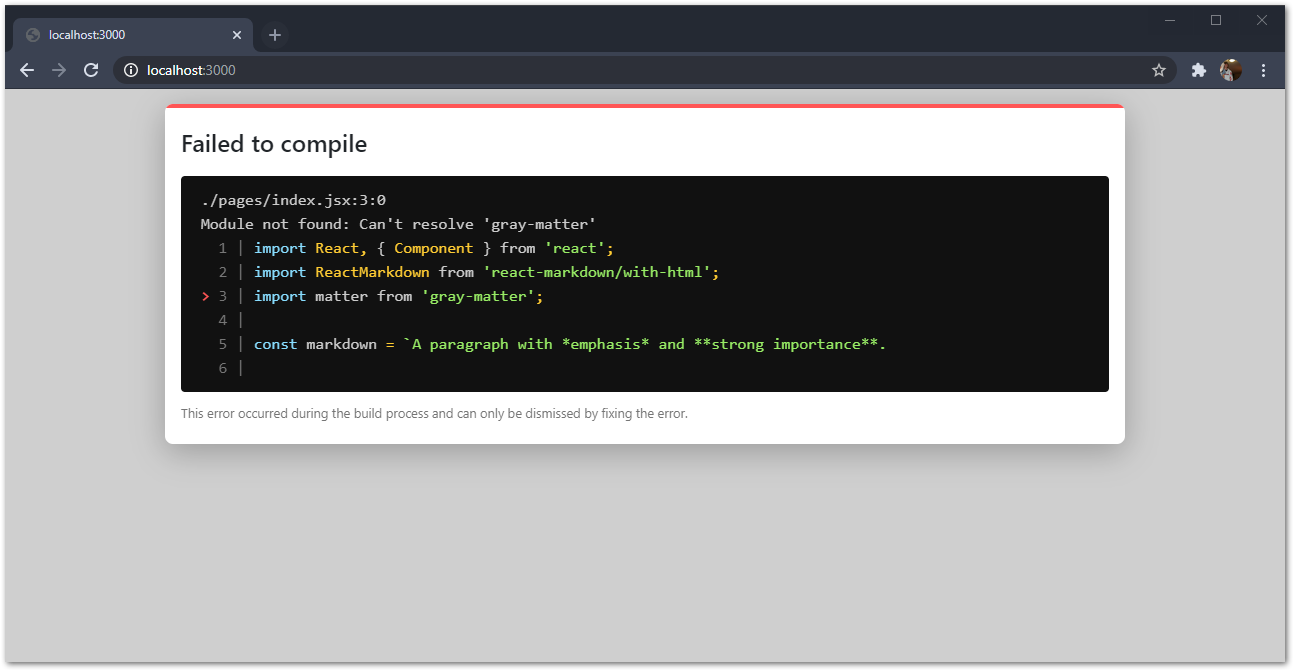 localhost:3000
localhost:3000
Failed to compile
./pages/index.jsx:3:0
Module not found: Can't resolve 'gray-matter'
1 | import React, { Component } from 'react';
2 | import ReactMarkdown from 'react-markdown/with-html';
> 3 | import matter from 'gray-matter';
4 |
5 | const markdown = `A paragraph with *emphasis* and **strong importance**.
6 |
This error occurred during the build process and can only be dismissed by fixing the error.